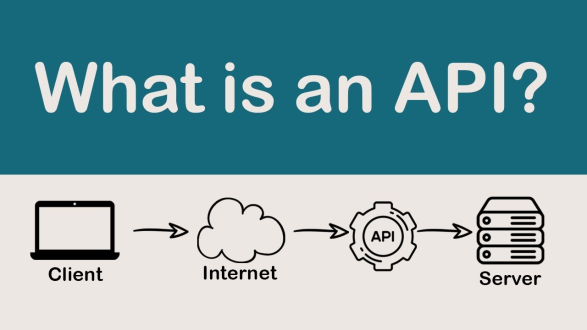 What is an API?
API
Client
Internet
Server